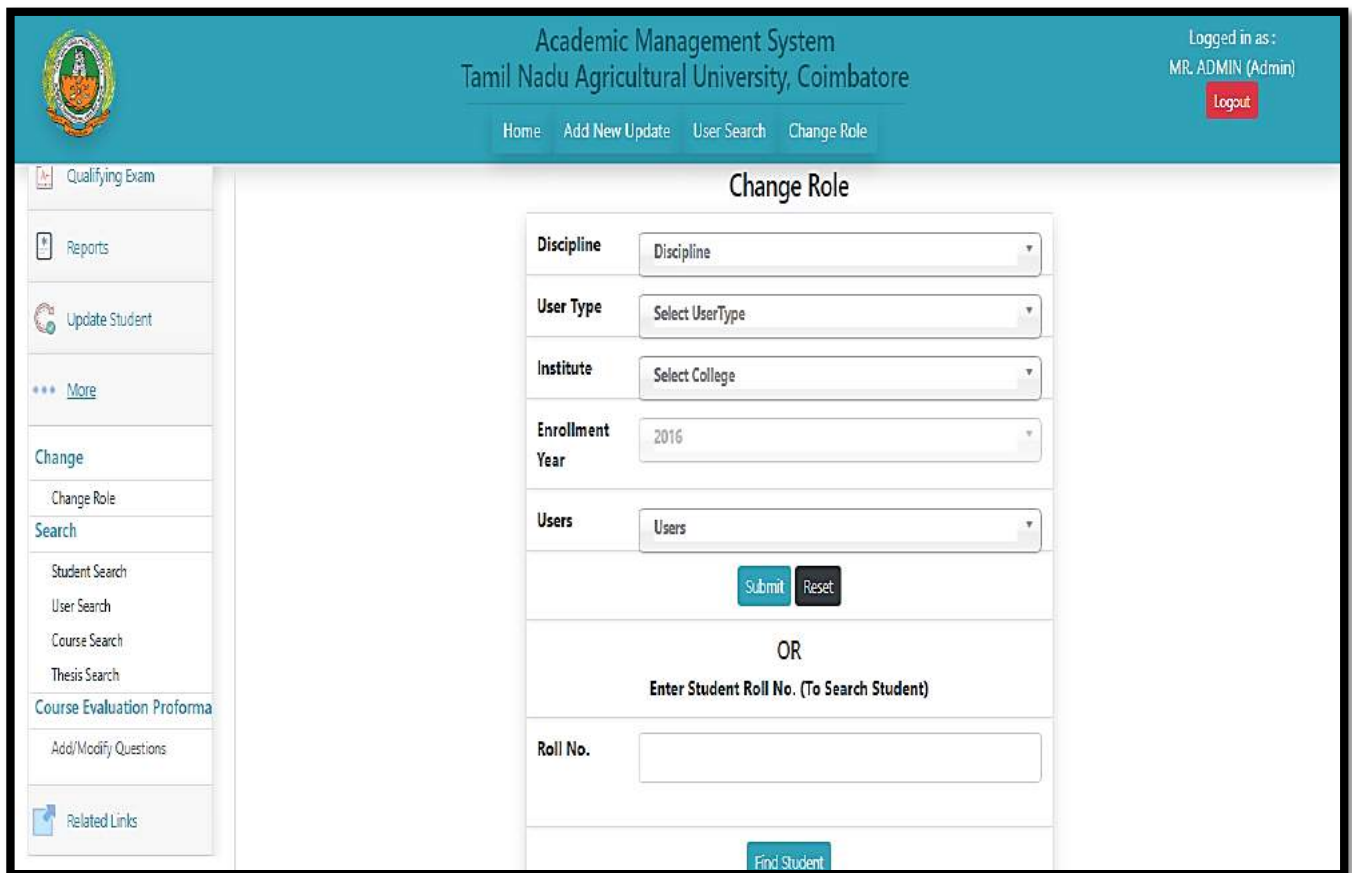 Academic Management System
Tamil Nadu Agricultural University, Coimbatore
Home Add New Update User Search Change Role
Logged in as :
MR. ADMIN (Admin)
Logout
Qualifying Exam
Reports
Update Student
More
Change
Change Role
Search
Student Search
User Search
Course Search
Thesis Search
Course Evaluation Proforma
Add/Modify Questions
Related Links
Change Role
Discipline Discipline
User Type Select UserType
Institute Select College
Enrollment 2016
Year
Users Users
Submit Reset
OR
Enter Student Roll No. (To Search Student)
Roll No.
Find Student